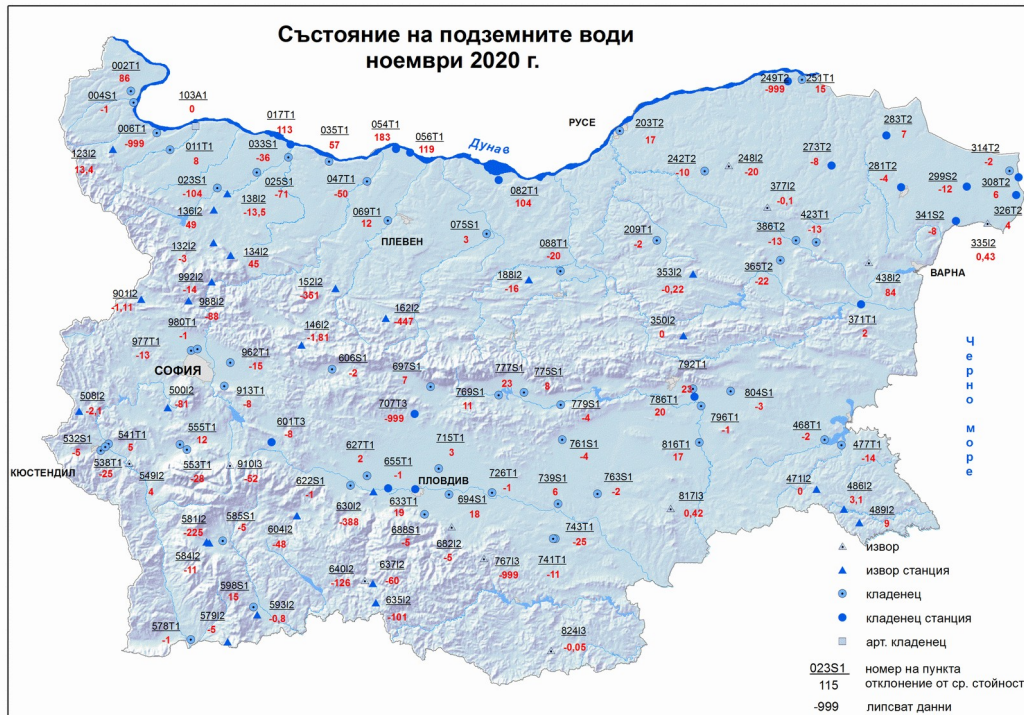 Състояние на подземните води
ноември 2020 г.
002T1
86
004S1
-1
103A1
0
006T1
-999
011T1
8
123I2
13,4
017T1
113
033S1
-36
035T1
57
054T1
183
056T1
119
Дунав
РУСЕ
203T2
17
249T2
-999
251T1
15
283T2
7
314T2
-2
023S1
-104
025S1
-71
047T1
-50
082T1
104
242T2
-10
248I2
-20
273T2
-8
281T2
-4
299S2
-12
308T2
6
136I2
49
138I2
-13,5
069T1
12
ПЛЕВЕН
075S1
3
377I2
-0,1
423T1
-13
386T2
-13
341S2
-8
326T2
4
335I2
0,43
132I2
-3
134I2
45
088T1
-20
209T1
-2
365T2
-22
438I2
84
ВАРНА
992I2
-14
901I2
-1,11
988I2
-88
152I2
-351
188I2
-16
353I2
-0,22
162I2
-447
371T1
2
980T1
-1
977T1
-13
146I2
-1,81
350I2
0
Черно море
СОФИЯ
962T1
-15
606S1
-2
697S1
7
777S1
23
775S1
8
792T1
23
913T1
-8
769S1
11
779S1
-4
786T1
20
804S1
-3
796T1
-1
508I2
-2,1
500I2
-81
707T3
-999
601T3
-8
532S1
-5
541T1
5
555T1
12
КЮСТЕНДИЛ
538T1
-25
549I2
4
553T1
-28
910I3
-52
627T1
2
715T1
3
761S1
-4
816T1
17
468T1
-2
477T1
-14
655T1
-1
ПЛОВДИВ
622S1
-1
630I2
-388
633T1
19
694S1
18
726T1
-1
739S1
6
763S1
-2
817I3
0,42
471I2
0
486I2
3,1
489I2
9
581I2
-225
585S1
-5
604I2
-48
688S1
-5
682I2
-5
743T1
-25
584I2
-11
640I2
-126
637I2
-60
767I3
-999
741T1
-11
598S1
15
635I2
-101
593I2
-0,8
579I2
-5
578T1
-1
824I3
-0,05
извор
извор станция
кладенец
кладенец станция
арт. кладенец
023S1 номер на пункта
115 отклонение от ср. стойност
-999 липсват данни